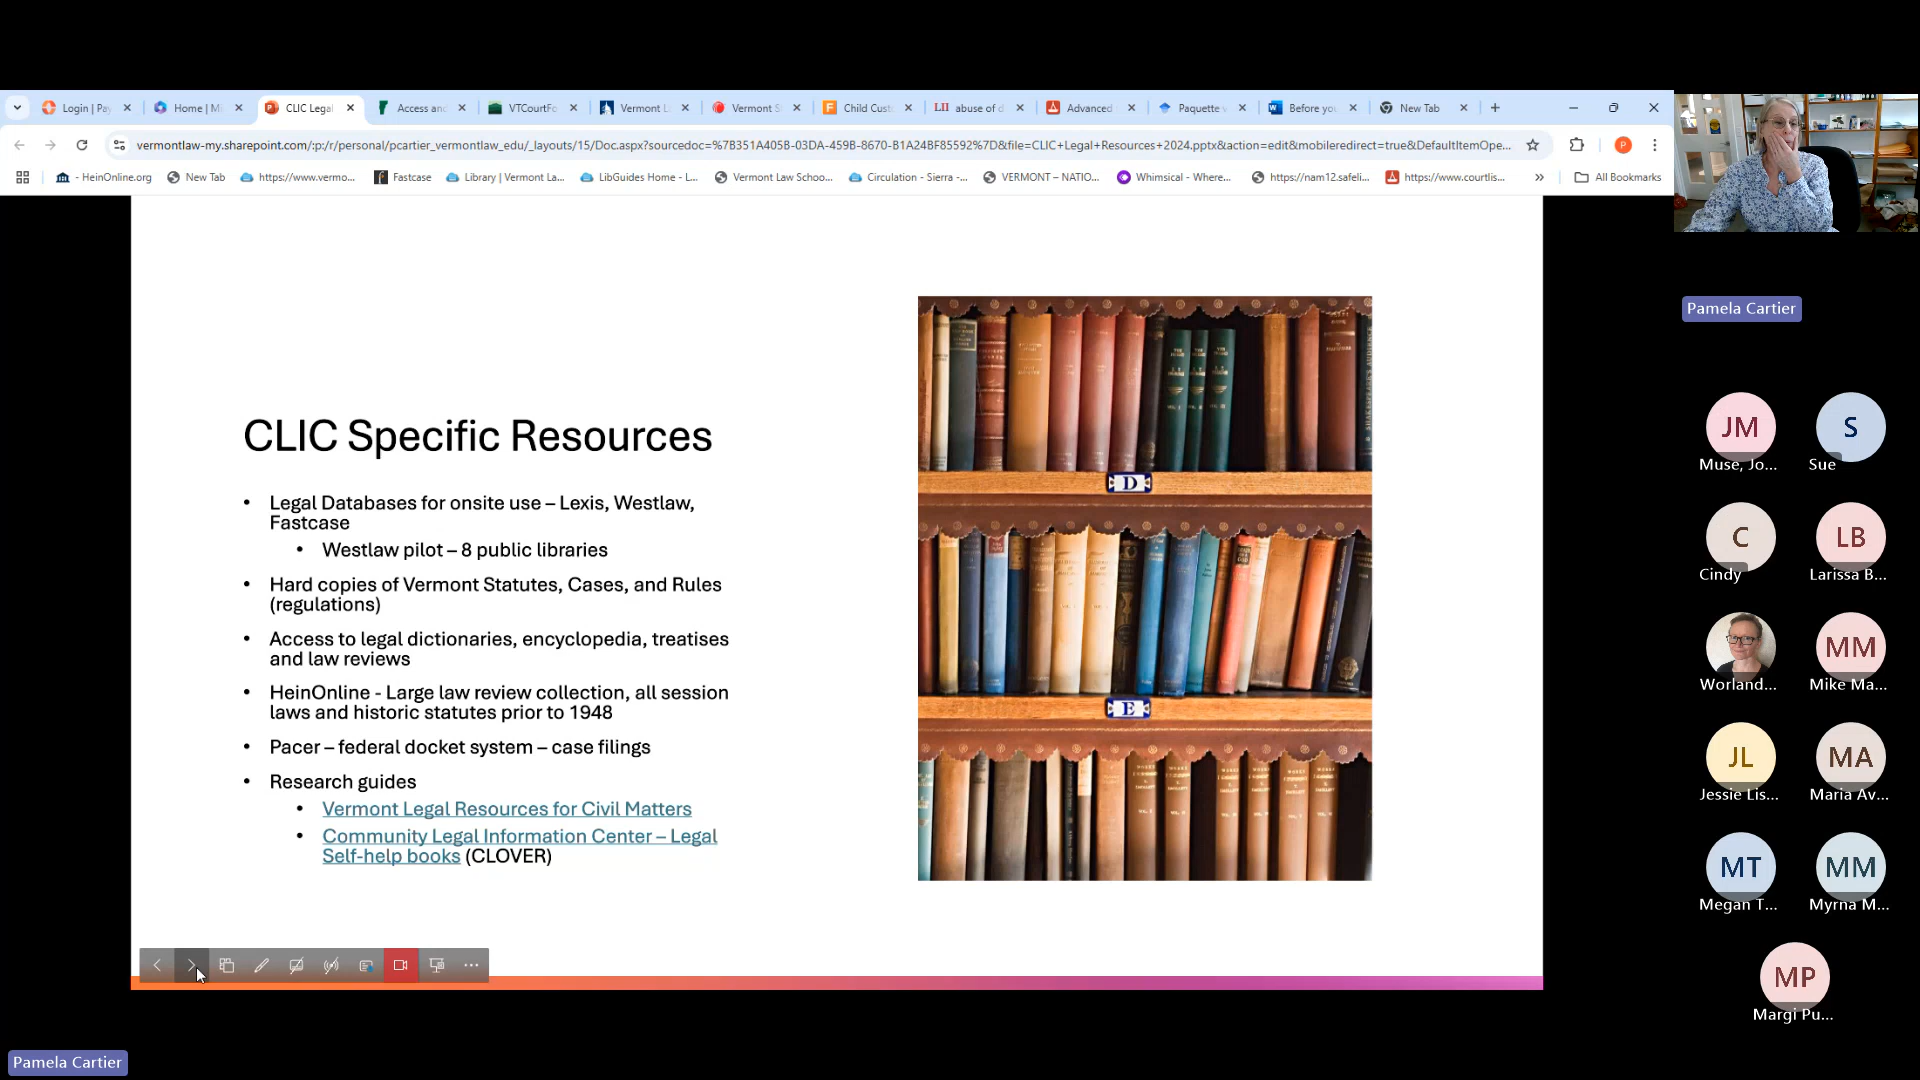 Login | Pay
Home | Mi
CLIC Legal
Access and
VTCourtFo
Vermont L
Vermont S
Child Cust
LII
abuse of d
Advanced
Paquette v
Before you
New Tab
vermontlaw-my.sharepoint.com/:p:/r/personal/pcartier_vermontlaw_edu/_layouts/15/Doc.aspx?sourcedoc=%7B351A405B-03DA-459B-8670-B1A24BF85592%7D&file=CLIC+Legal+Resources+2024.pptx&action=edit&mobileredirect=true&DefaultItemOpe...
P
- HeinOnline.org
New Tab
https://www.vermo...
Fastcase
Library | Vermont La...
LibGuides Home - L...
Vermont Law Schoo...
Circulation - Sierra -...
VERMONT – NATIO...
Whimsical - Where...
https://nam12.safeli...
https://www.courtlis...
All Bookmarks
CLIC Specific Resources
• Legal Databases for onsite use – Lexis, Westlaw,
Fastcase
• Westlaw pilot – 8 public libraries
• Hard copies of Vermont Statutes, Cases, and Rules
(regulations)
• Access to legal dictionaries, encyclopedia, treatises
and law reviews
• HeinOnline - Large law review collection, all session
laws and historic statutes prior to 1948
• Pacer – federal docket system – case filings
• Research guides
• Vermont Legal Resources for Civil Matters
• Community Legal Information Center – Legal
Self-help books (CLOVER)
D
E
Pamela Cartier
JM
Muse, Jo...
S
Sue
C
Cindy
LB
Larissa B...
Worland...
MM
Mike Ma...
JL
Jessie Lis...
MA
Maria Av...
MT
Megan T...
MM
Myrna M...
MP
Margi Pu...
Pamela Cartier